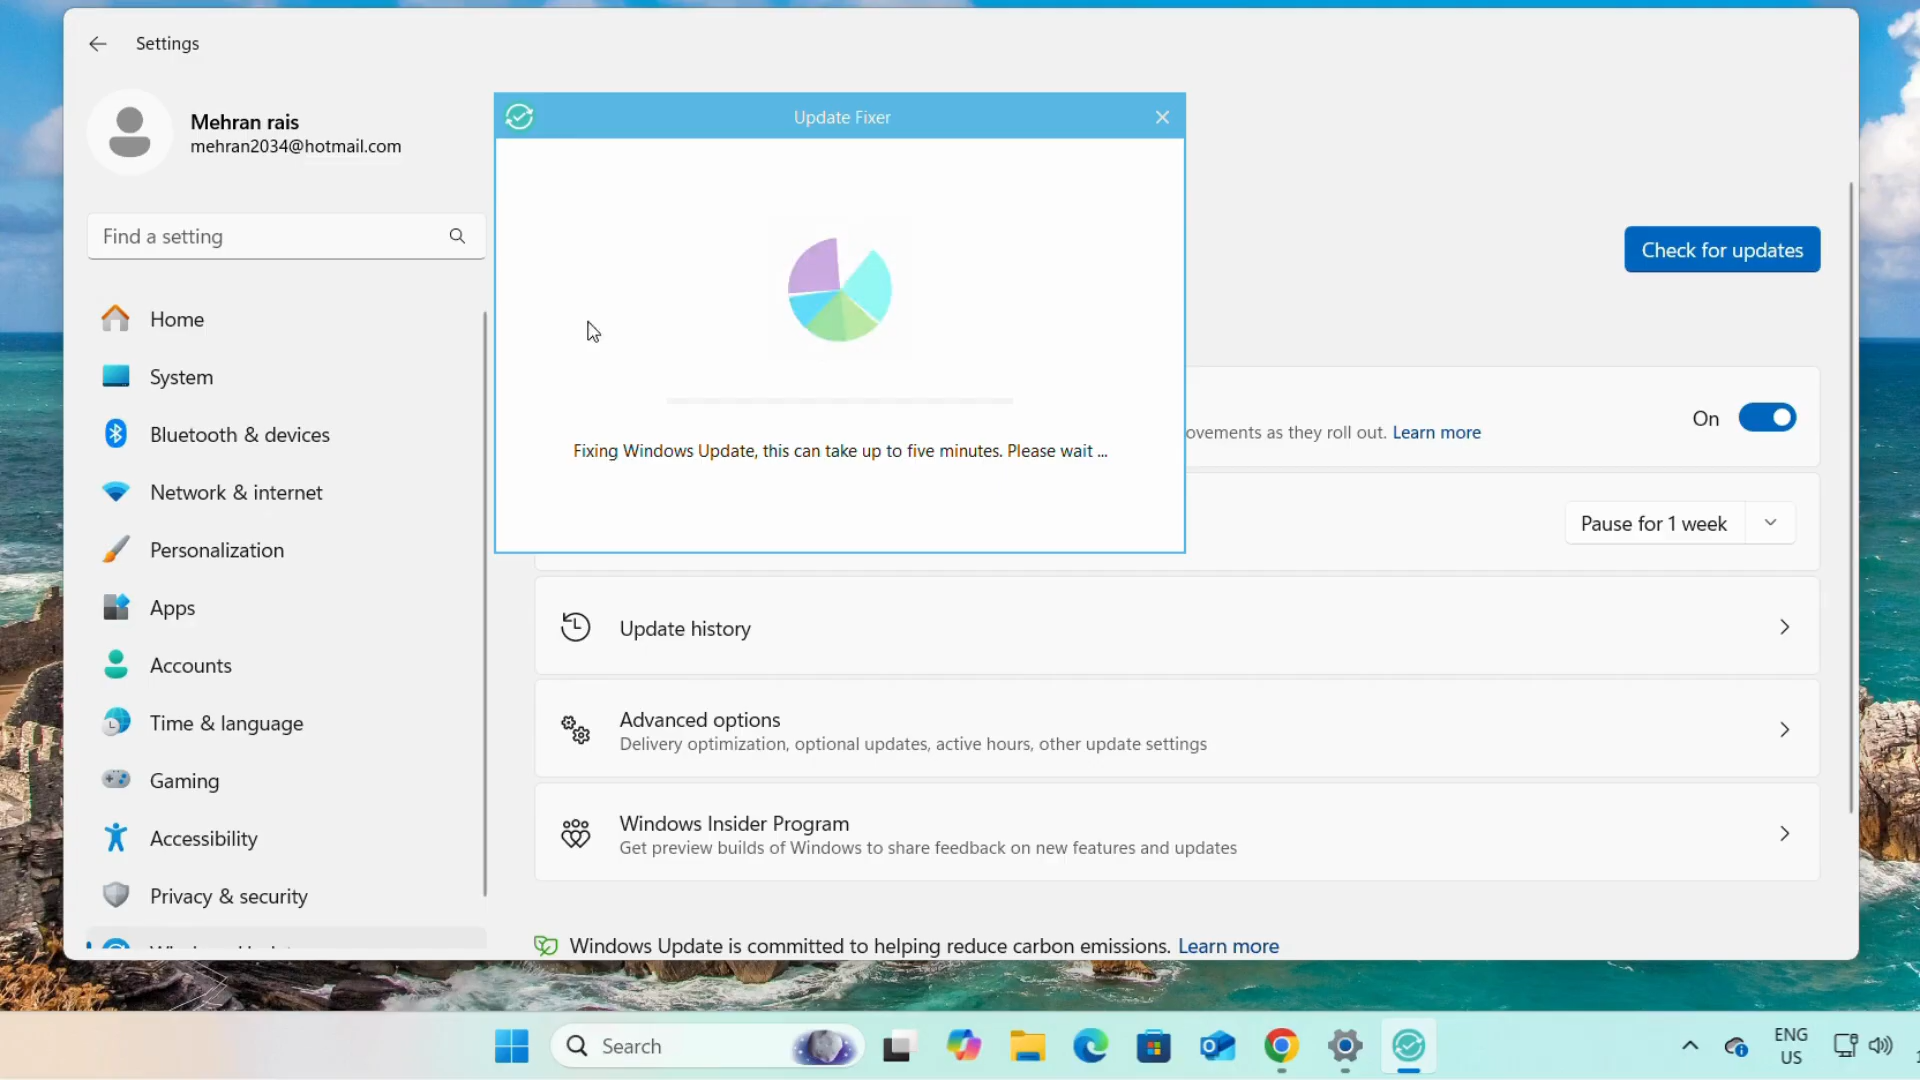 Settings
Mehran rais
mehran2034@hotmail.com
Find a setting
Home
System
Bluetooth & devices
Network & internet
Personalization
Apps
Accounts
Time & language
Gaming
Accessibility
Privacy & security
Update Fixer
Fixing Windows Update, this can take up to five minutes. Please wait ...
Check for updates
On
ovements as they roll out. Learn more
Pause for 1 week
Update history
Advanced options
Delivery optimization, optional updates, active hours, other update settings
Windows Insider Program
Get preview builds of Windows to share feedback on new features and updates
Windows Update is committed to helping reduce carbon emissions. Learn more
Search
ENG
US